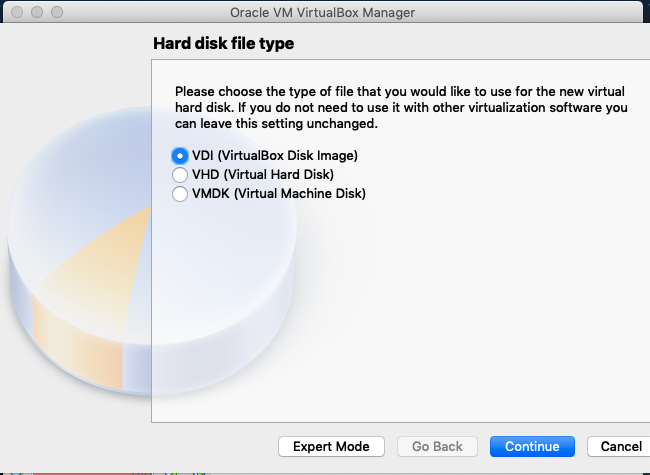 Oracle VM VirtualBox Manager
Hard disk file type
Please choose the type of file that you would like to use for the new virtual
hard disk. If you do not need to use it with other virtualization software you
can leave this setting unchanged.
VDI (VirtualBox Disk Image)
VHD (Virtual Hard Disk)
VMDK (Virtual Machine Disk)
Expert Mode Go Back Continue Cancel